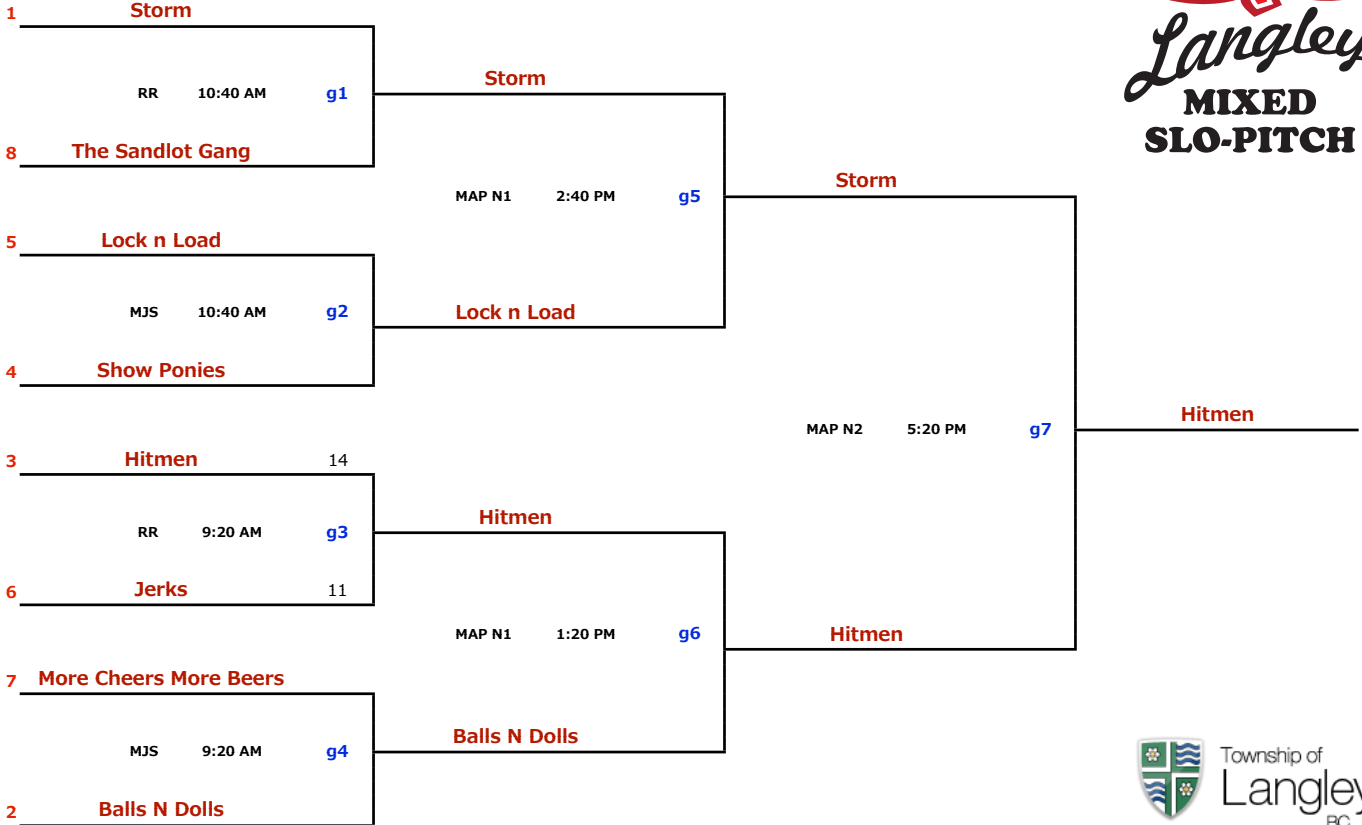 1 Storm
RR 10:40 AM g1
8 The Sandlot Gang
Storm
MAP N1 2:40 PM g5
5 Lock n Load
MJS 10:40 AM g2
4 Show Ponies
Lock n Load
Storm
MAP N2 5:20 PM g7
Hitmen
3 Hitmen 14
RR 9:20 AM g3
6 Jerks 11
Hitmen
MAP N1 1:20 PM g6
Hitmen
7 More Cheers More Beers
MJS 9:20 AM g4
2 Balls N Dolls
Balls N Dolls
Langley
MIXED
SLO-PITCH
Township of
Langley
BC